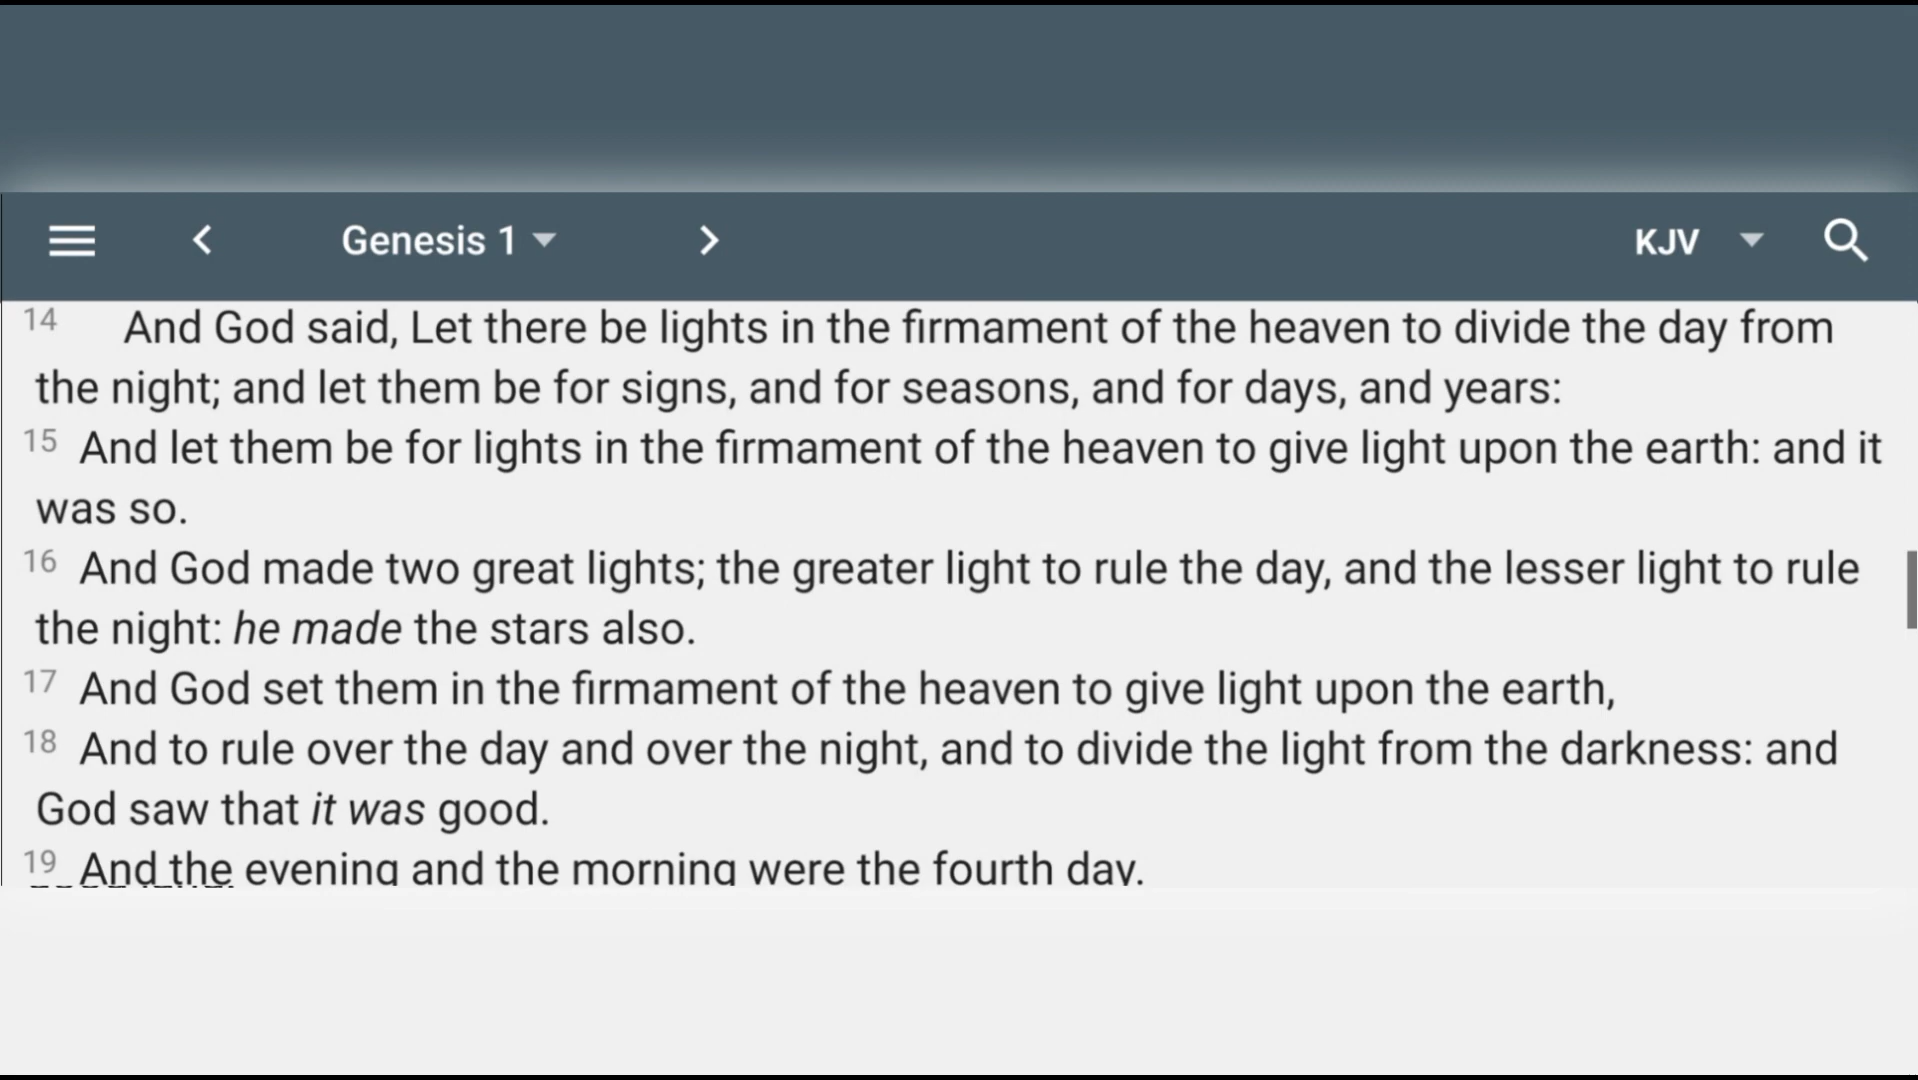 Genesis 1
KJV
14 And God said, Let there be lights in the firmament of the heaven to divide the day from
the night; and let them be for signs, and for seasons, and for days, and years:
15 And let them be for lights in the firmament of the heaven to give light upon the earth: and it
was so.
16 And God made two great lights; the greater light to rule the day, and the lesser light to rule
the night: he made the stars also.
17 And God set them in the firmament of the heaven to give light upon the earth,
18 And to rule over the day and over the night, and to divide the light from the darkness: and
God saw that it was good.
19 And the evening and the morning were the fourth day.